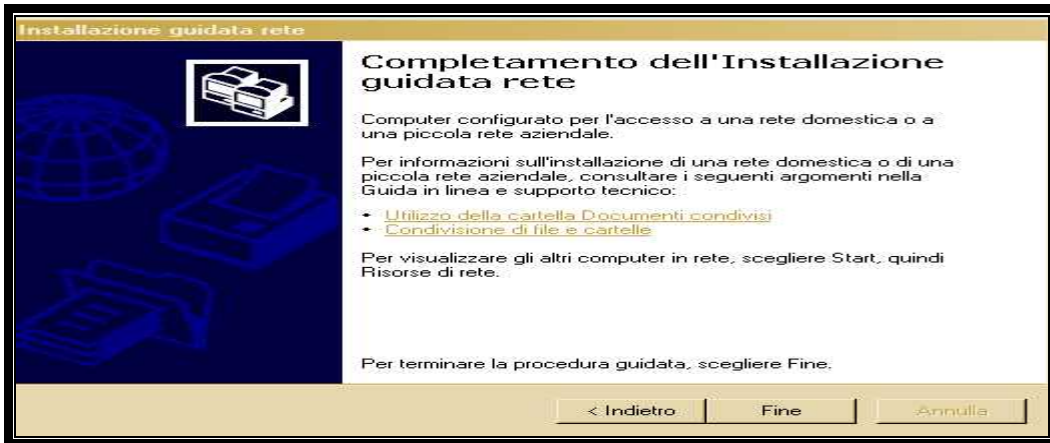 Installazione guidata rete
Completamento dell'Installazione
guidata rete
Computer configurato per l'accesso a una rete domestica o a
una piccola rete aziendale.
Per informazioni sull'installazione di una rete domestica o di una
piccola rete aziendale, consultare i seguenti argomenti nella
Guida in linea e supporto tecnico:
• Utilizzo della cartella Documenti condivisi
• Condivisione di file e cartelle
Per visualizzare gli altri computer in rete, scegliere Start, quindi
Risorse di rete.
Per terminare la procedura guidata, scegliere Fine.
< Indietro
Fine
Annulla